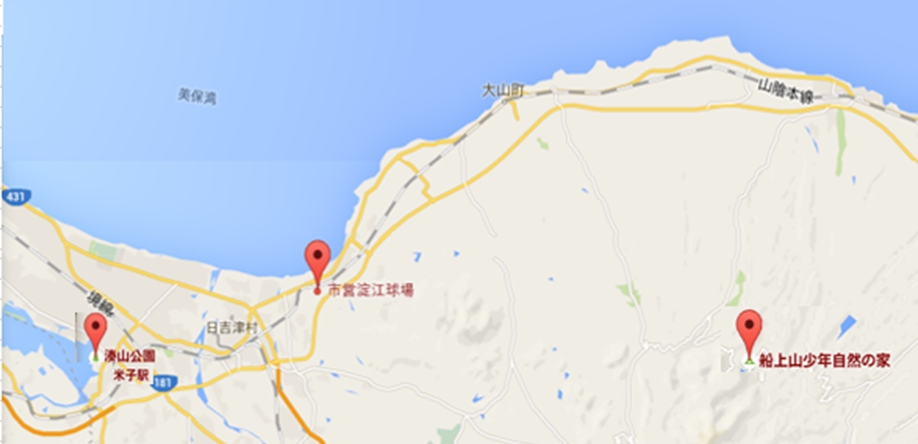 美保湾
大山町
山陰本線
431
市営淀江球場
境線
日吉津村
湊山公園
米子駅
181
船上山少年自然の家